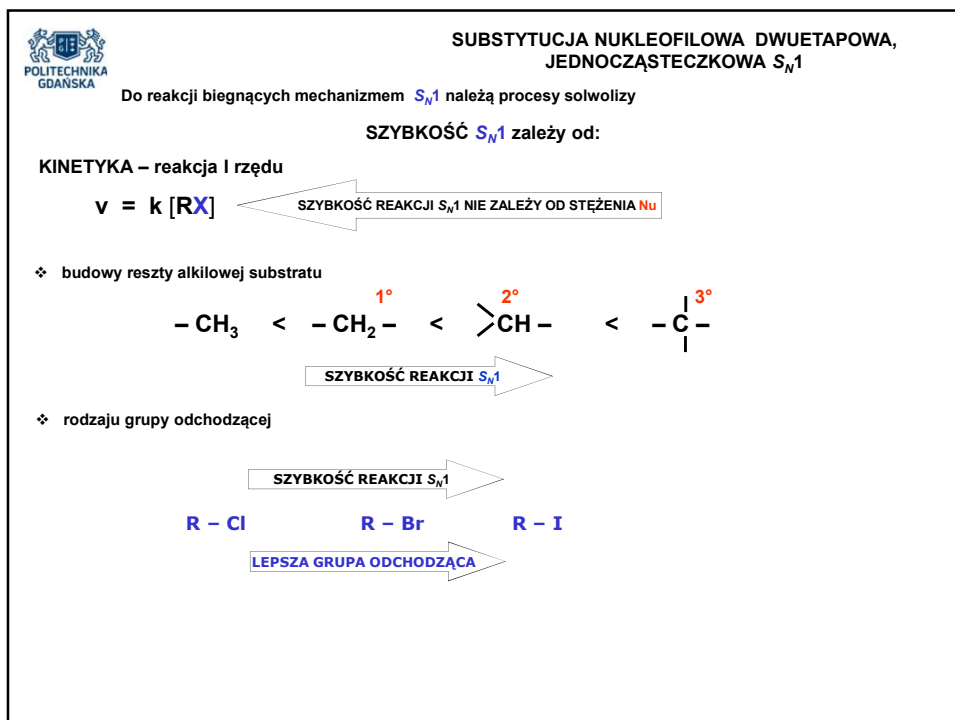 POLITECHNIKA
GDAŃSKA
SUBSTYTUCJA NUKLEOFILOWA DWUETAPOWA,
JEDNOCZĄSTECZKOWA SN1
Do reakcji biegnących mechanizmem SN1 należą procesy solwolizy
SZYBKOŚĆ SN1 zależy od:
KINETYKA – reakcja I rzędu
v = k [RX]
SZYBKOŚĆ REAKCJI SN1 NIE ZALEŻY OD STĘŻENIA Nu
❖ budowy reszty alkilowej substratu
1° 2° 3°
– CH3 < – CH2 – < >CH – < – C –
SZYBKOŚĆ REAKCJI SN1
❖ rodzaju grupy odchodzącej
SZYBKOŚĆ REAKCJI SN1
R – Cl R – Br R – I
LEPSZA GRUPA ODCHODZĄCA